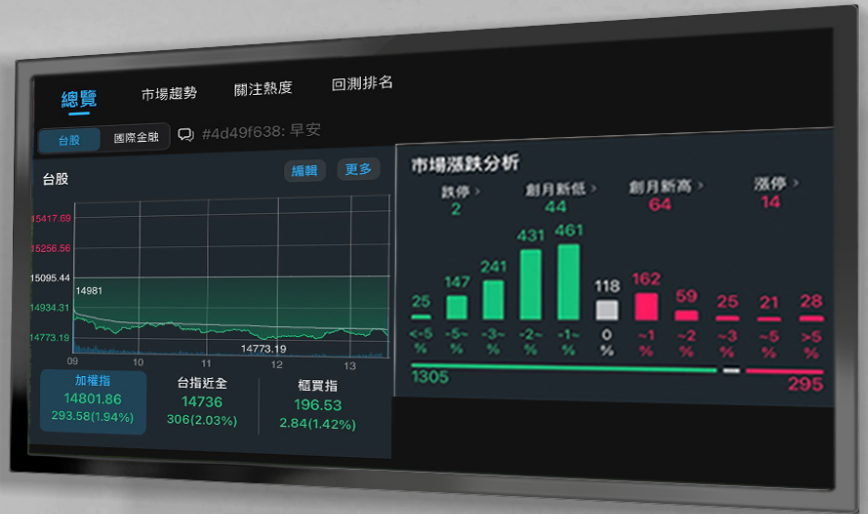 總覽 市場趨勢 關注熱度 回測排名
台股 國際金融 #4d49f638: 早安
台股 編輯 更多
15417.69
15256.56
15095.44
14981
14934.31
14773.19
14773.19
09 10 11 12 13
加權指 台指近全 櫃買指
14801.86 14736 196.53
293.58(1.94%) 306(2.03%) 2.84(1.42%)
市場漲跌分析
跌停 > 創月新低 > 創月新高 > 漲停 >
2 44 64 14
25 147 241 431 461 118 162 59 25 21 28
<-5 -5~ -3~ -2~ -1~ 0 ~1 ~2 ~3 ~5 >5
% % % % % % % % % % %
1305 295